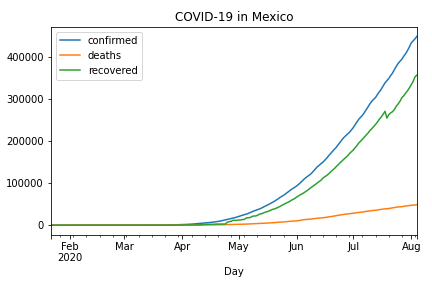 COVID-19 in Mexico
confirmed
deaths
recovered
400000
300000
200000
100000
0
Feb Mar Apr May Jun Jul Aug
2020
Day